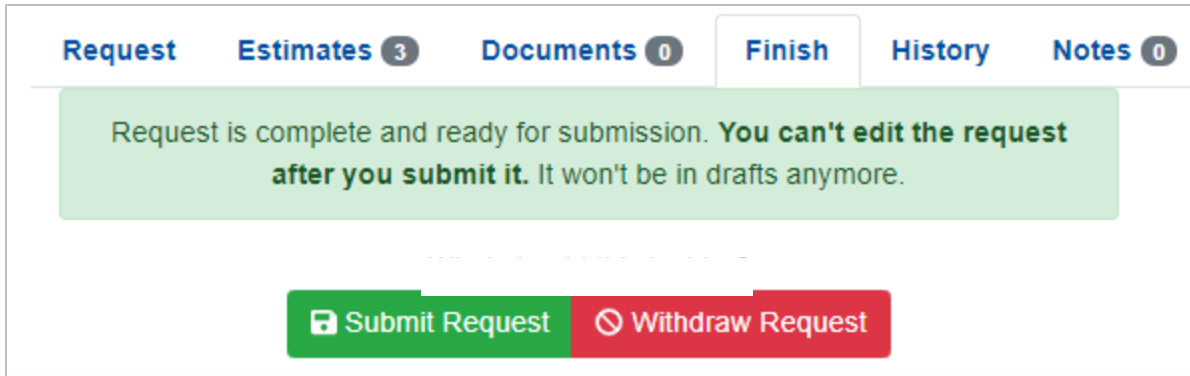 Request Estimates 3 Documents 0 Finish History Notes 0
Request is complete and ready for submission. You can't edit the request
after you submit it. It won't be in drafts anymore.
Submit Request Withdraw Request